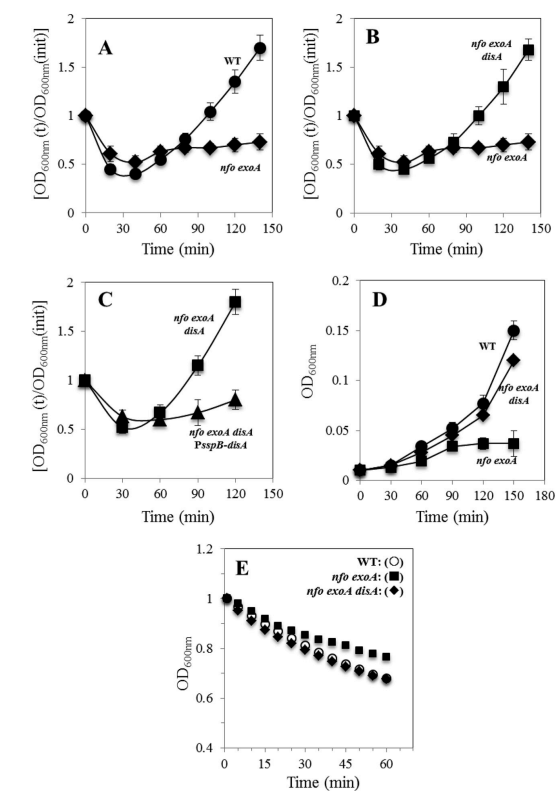 A
[OD600nm (t)/OD600nm(init)]
2
1.5
1
0.5
0
0 30 60 90 120 150
Time (min)
WT
nfo exoA
B
[OD600nm (t)/OD600nm(init)]
2
1.5
1
0.5
0
0 30 60 90 120 150
Time (min)
nfo exoA
disA
nfo exoA
C
[OD600nm (t)/OD600nm(init)]
2
1.5
1
0.5
0
0 30 60 90 120 150
Time (min)
nfo exoA
disA
nfo exoA disA
PsspB-disA
D
OD600nm
0.2
0.15
0.1
0.05
0
0 30 60 90 120 150 180
Time (min)
WT
nfo exoA
disA
nfo exoA
E
OD600nm
1.2
1
0.8
0.6
0.4
0 15 30 45 60
Time (min)
WT: (○)
nfo exoA: (■)
nfo exoA disA: (◆)